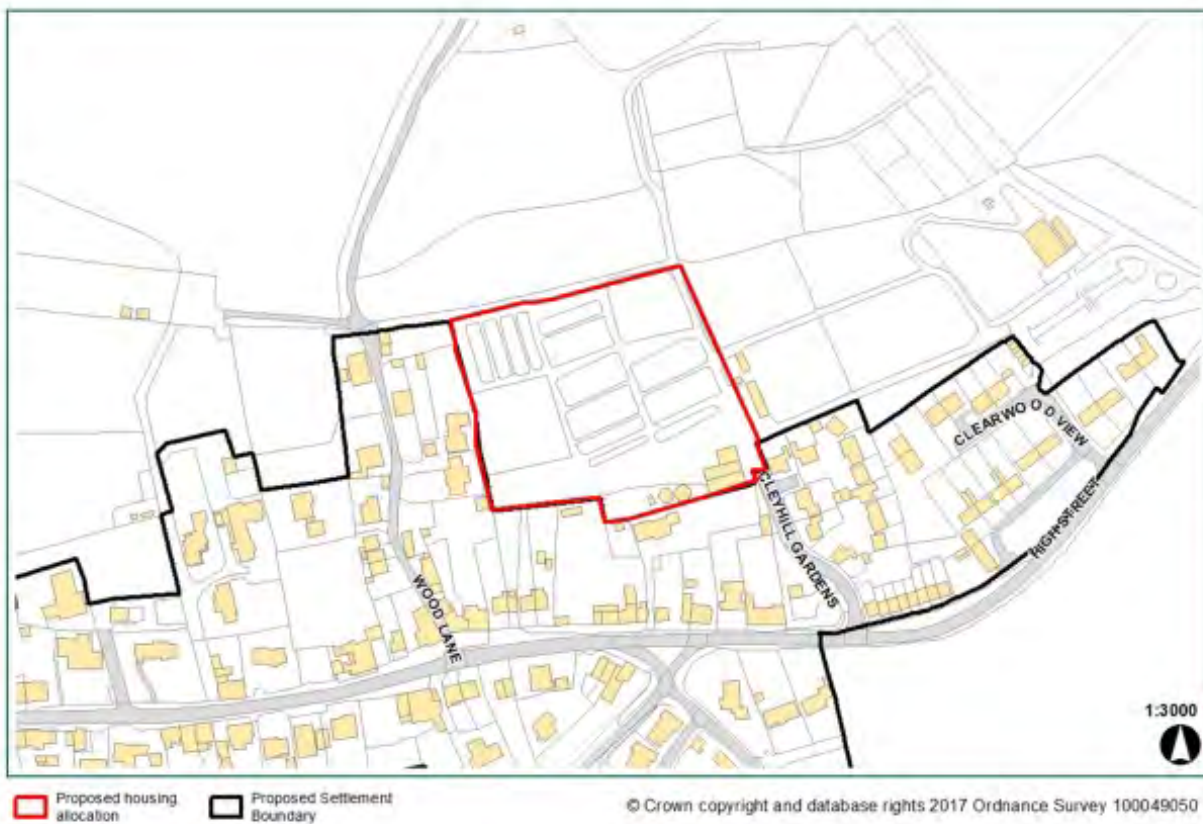 CLEARWOOD VIEW
CLEYHILL GARDENS
HIGH STREET
WOOD LANE
1:3000
Proposed housing
allocation
Proposed Settlement
Boundary
© Crown copyright and database rights 2017 Ordnance Survey 100049050